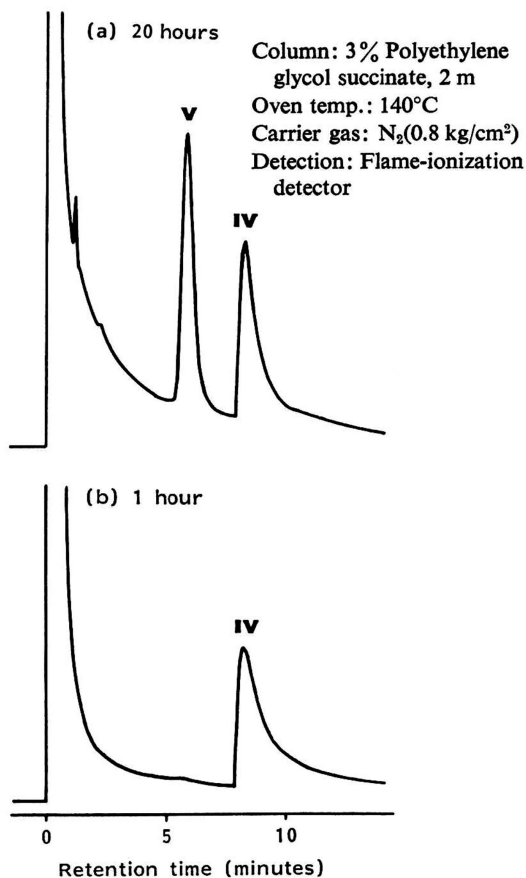 (a) 20 hours
Column: 3% Polyethylene
glycol succinate, 2 m
Oven temp.: 140°C
Carrier gas: N₂(0.8 kg/cm²)
Detection: Flame-ionization
detector
V
IV
(b) 1 hour
IV
0 5 10
Retention time (minutes)